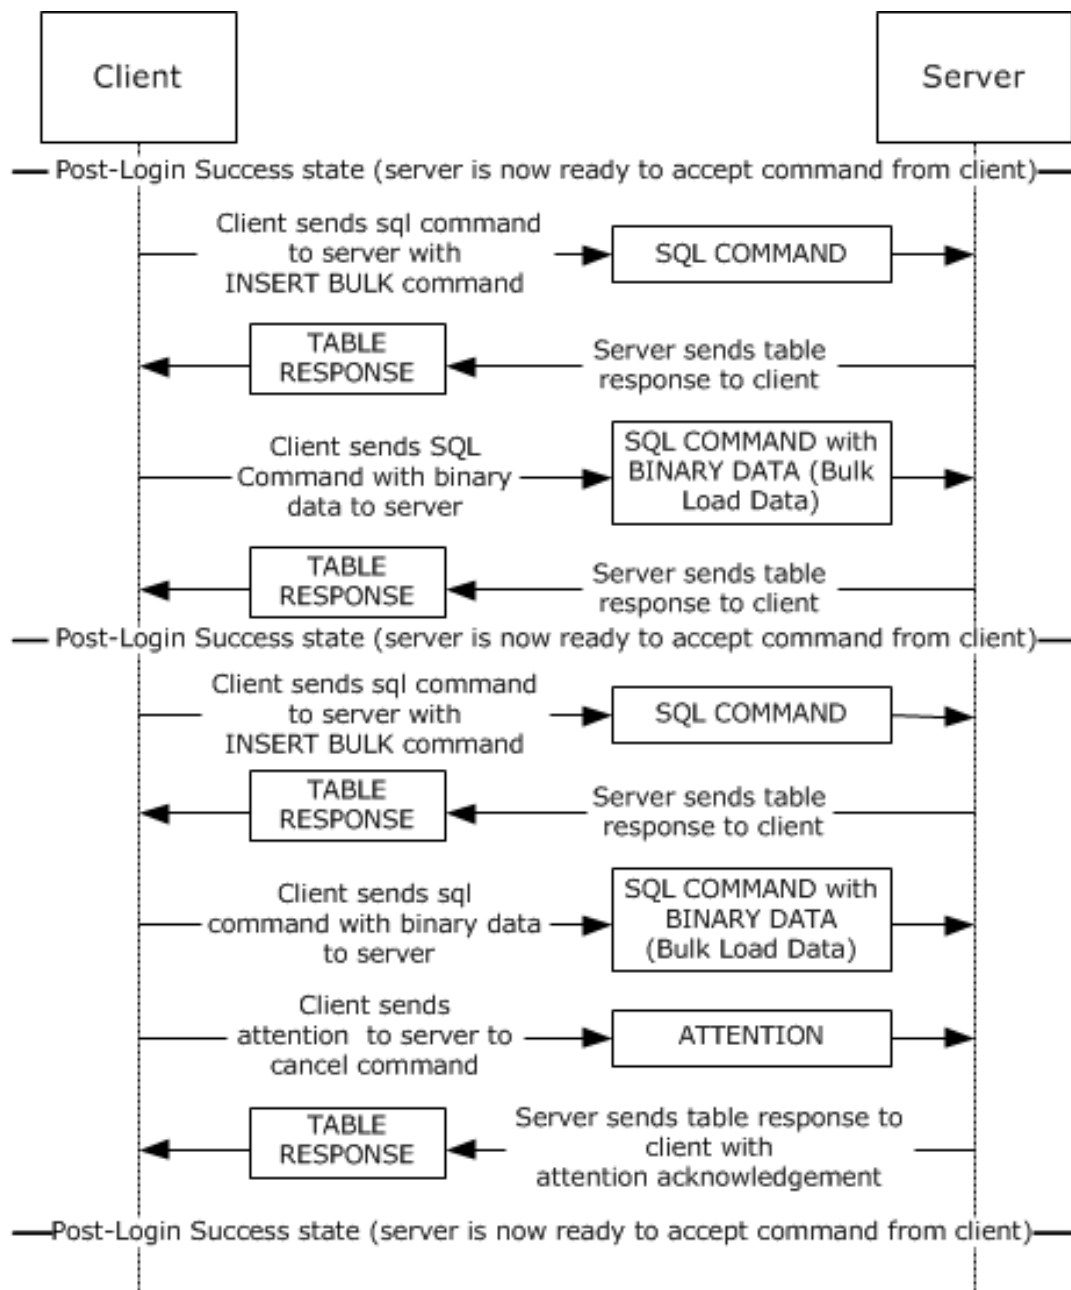 Client
Server
Post-Login Success state (server is now ready to accept command from client)
Client sends sql command
to server with
INSERT BULK command
SQL COMMAND
TABLE
RESPONSE
Server sends table
response to client
Client sends SQL
Command with binary
data to server
SQL COMMAND with
BINARY DATA (Bulk
Load Data)
TABLE
RESPONSE
Server sends table
response to client
Post-Login Success state (server is now ready to accept command from client)
Client sends sql command
to server with
INSERT BULK command
SQL COMMAND
TABLE
RESPONSE
Server sends table
response to client
Client sends sql
command with binary data
to server
SQL COMMAND with
BINARY DATA
(Bulk Load Data)
Client sends
attention  to server to
cancel command
ATTENTION
TABLE
RESPONSE
Server sends table response to
client with
attention acknowledgement
Post-Login Success state (server is now ready to accept command from client)